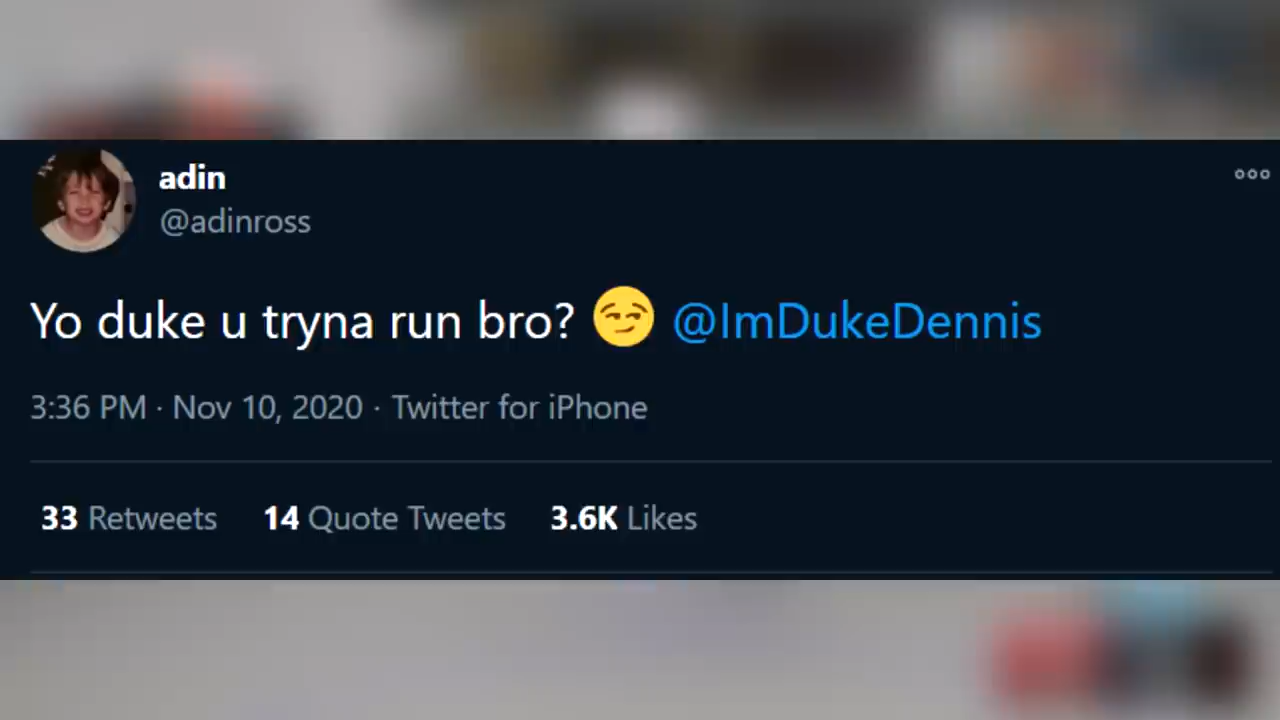 adin
@adinross
Yo duke u tryna run bro? 😏 @ImDukeDennis
3:36 PM · Nov 10, 2020 · Twitter for iPhone
33 Retweets 14 Quote Tweets 3.6K Likes